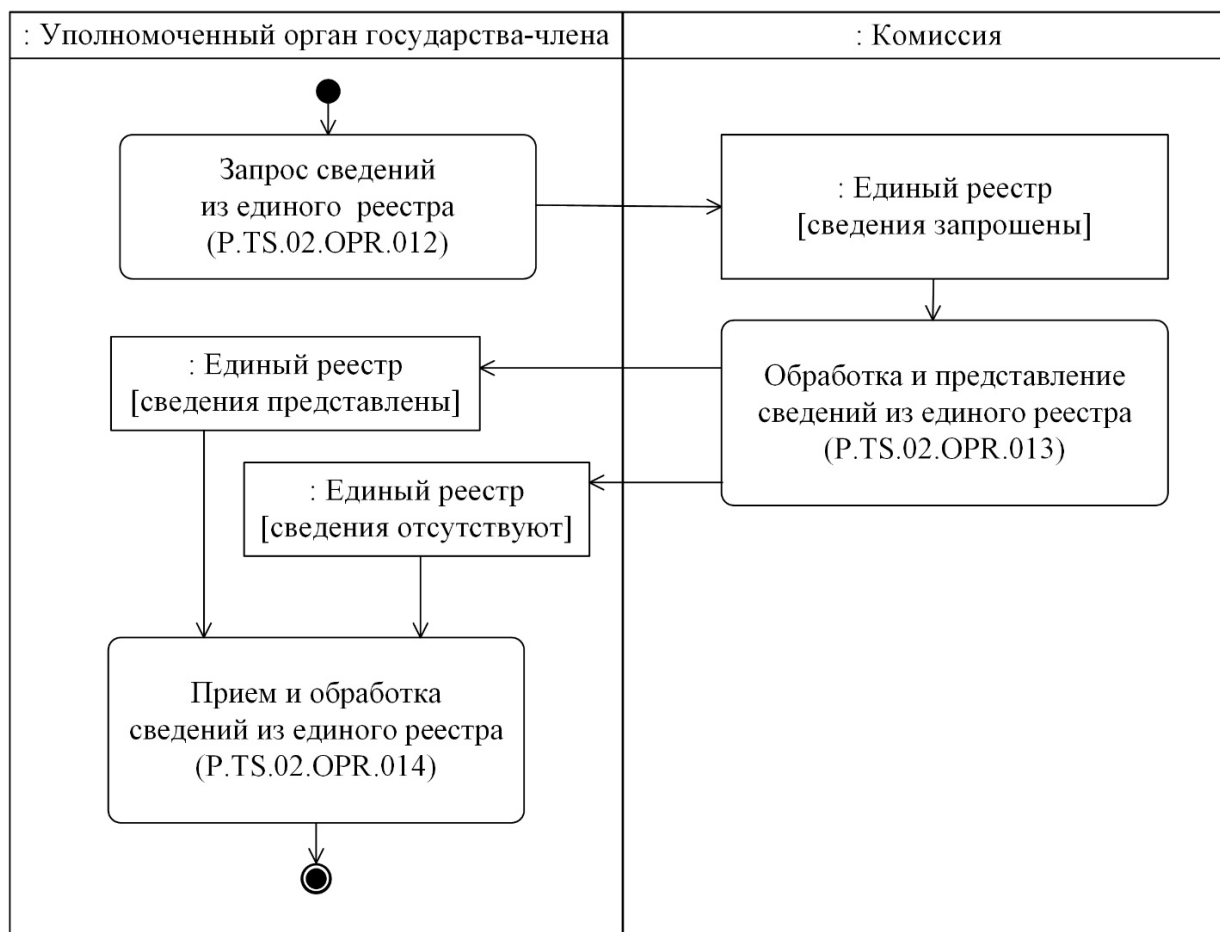 : Уполномоченный орган государства-члена
: Комиссия
Запрос сведений
из единого реестра
(P.TS.02.OPR.012)
: Единый реестр
[сведения запрошены]
: Единый реестр
[сведения представлены]
Обработка и представление
сведений из единого реестра
(P.TS.02.OPR.013)
: Единый реестр
[сведения отсутствуют]
Прием и обработка
сведений из единого реестра
(P.TS.02.OPR.014)